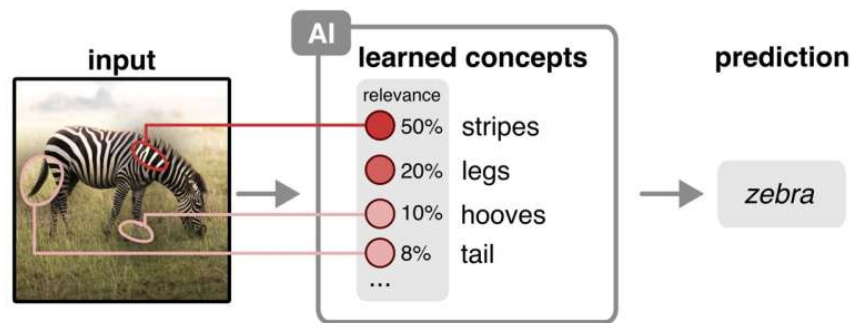 AI
input
learned concepts
prediction
relevance
50% stripes
20% legs
10% hooves
8% tail
...
zebra